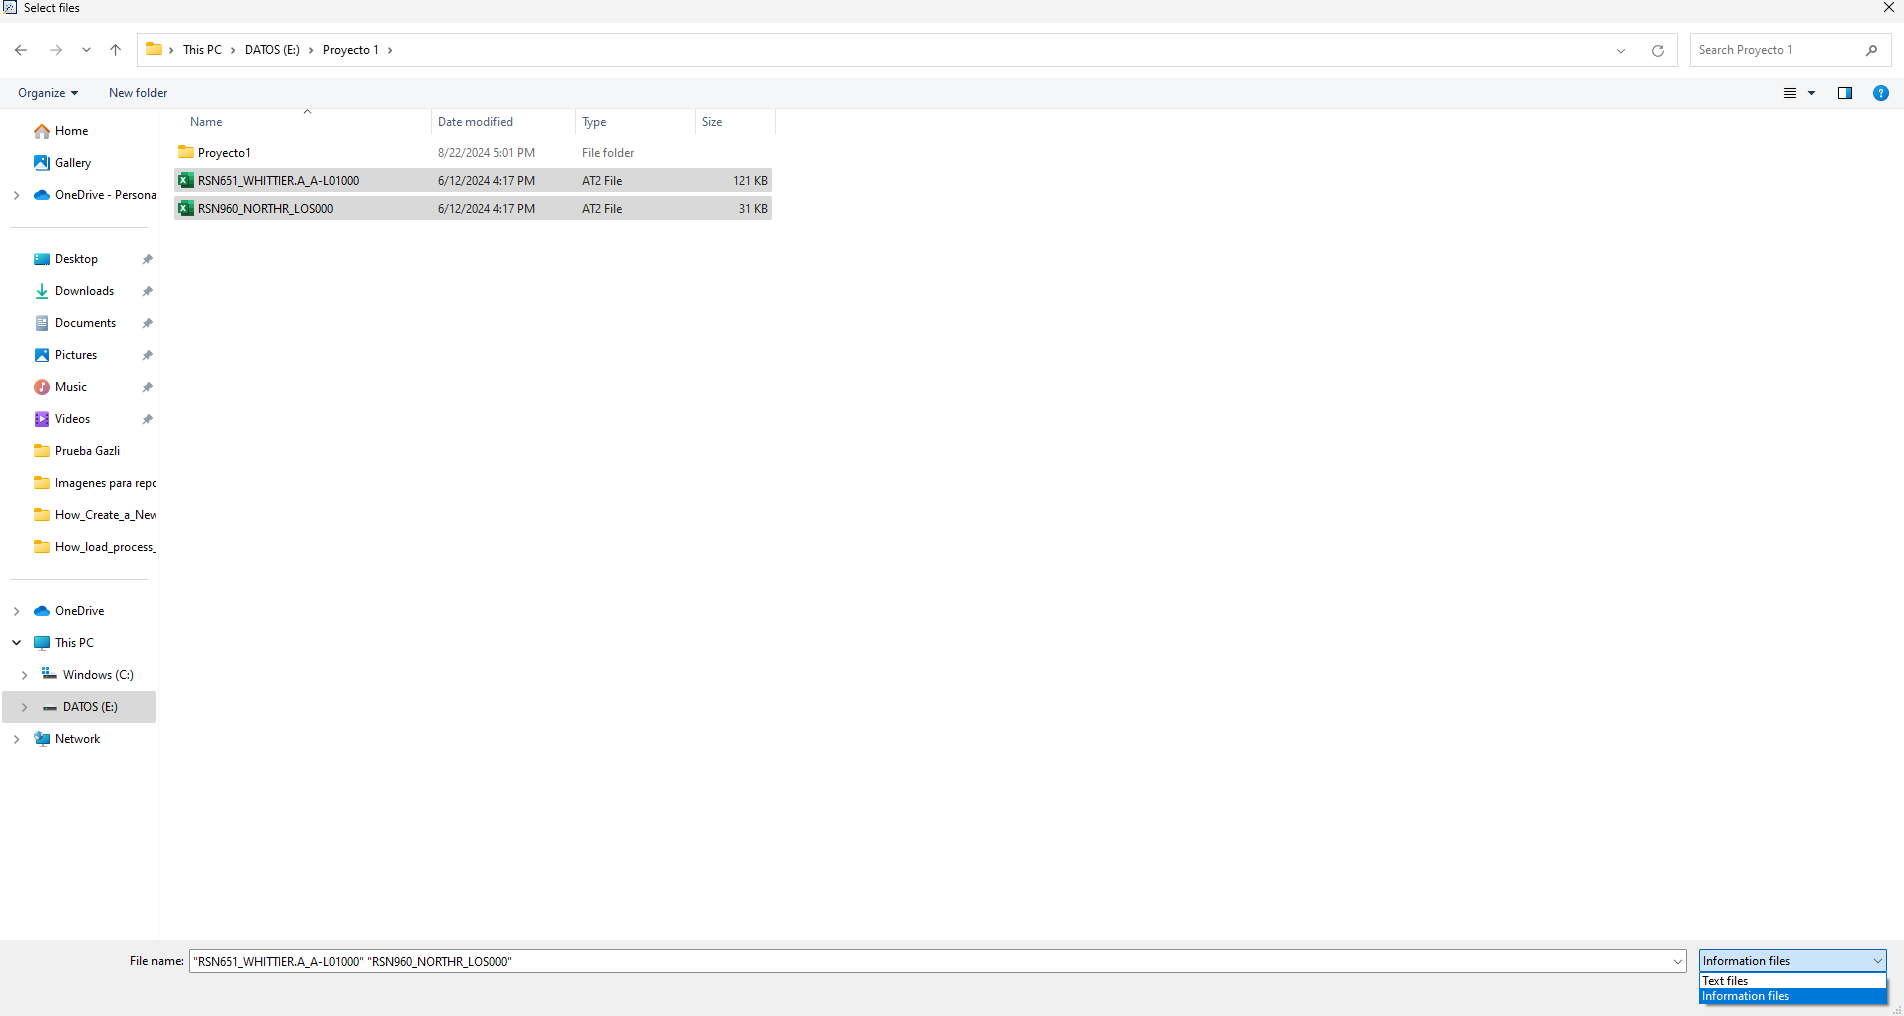 Select files
This PC DATOS (E:) Proyecto 1
Search Proyecto 1
Organize New folder
?
Name Date modified Type Size
Proyecto1 8/22/2024 5:01 PM File folder
RSN651_WHITTIER.A_A-L01000 6/12/2024 4:17 PM AT2 File 121 KB
RSN960_NORTHR_LOS000 6/12/2024 4:17 PM AT2 File 31 KB
Home
Gallery
OneDrive - Persona
Desktop
Downloads
Documents
Pictures
Music
Videos
Prueba Gazli
Imagenes para repo
How_Create_a_New
How_load_process_
OneDrive
This PC
Windows (C:)
DATOS (E:)
Network
File name: "RSN651_WHITTIER.A_A-L01000" "RSN960_NORTHR_LOS000" Information files
Text files
Information files